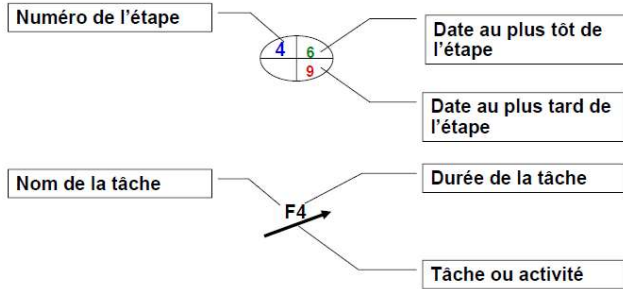 Numéro de l'étape
4
6
9
Date au plus tôt de
l'étape
Date au plus tard de
l'étape
Nom de la tâche
F4
Durée de la tâche
Tâche ou activité